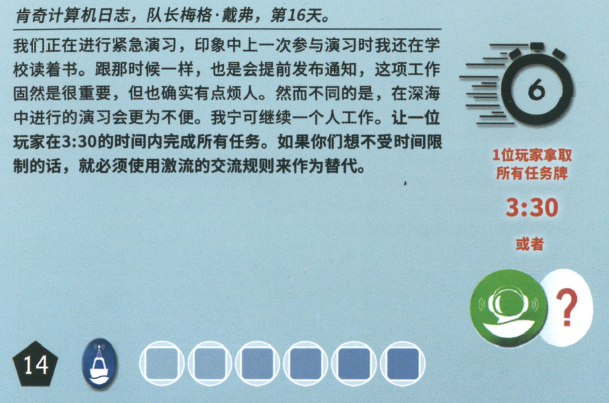 肯奇计算机日志，队长梅格·戴弗，第16天。
我们正在进行紧急演习，印象中上一次参与演习时我还在学
校读着书。跟那时候一样，也是会提前发布通知，这项工作
固然是很重要，但也确实有点烦人。然而不同的是，在深海
中进行的演习会更为不便。我宁可继续一个人工作。让一位
玩家在3:30的时间内完成所有任务。如果你们想不受时间限
制的话，就必须使用激流的交流规则来作为替代。
6
1位玩家拿取
所有任务牌
3:30
或者
?
14